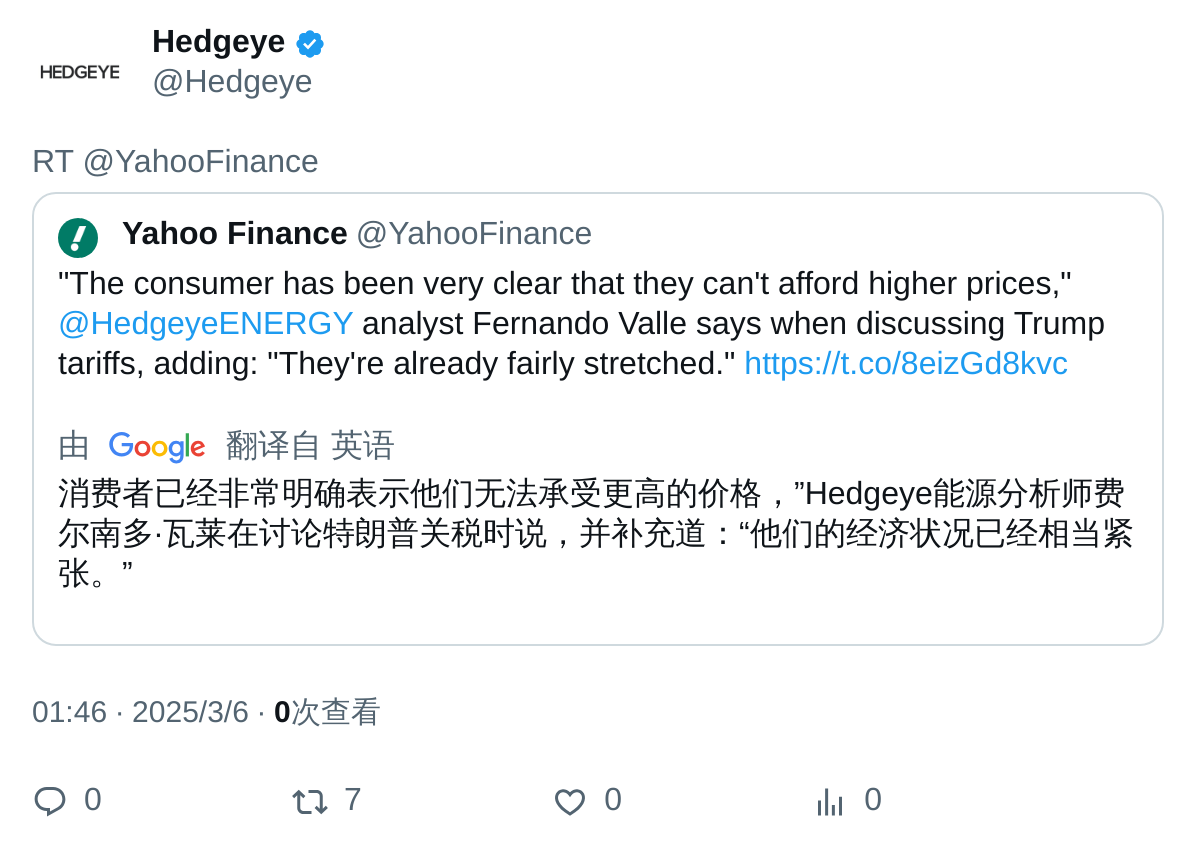 HEDGEYE
Hedgeye
@Hedgeye
RT @YahooFinance
Yahoo Finance @YahooFinance
"The consumer has been very clear that they can't afford higher prices,"
@HedgeyeENERGY analyst Fernando Valle says when discussing Trump
tariffs, adding: "They're already fairly stretched." https://t.co/8eizGd8kvc
由 Google 翻译自 英语
消费者已经非常明确表示他们无法承受更高的价格，”Hedgeye能源分析师费
尔南多·瓦莱在讨论特朗普关税时说，并补充道：“他们的经济状况已经相当紧
张。”
01:46 · 2025/3/6 · 0次查看
0 7 0 0